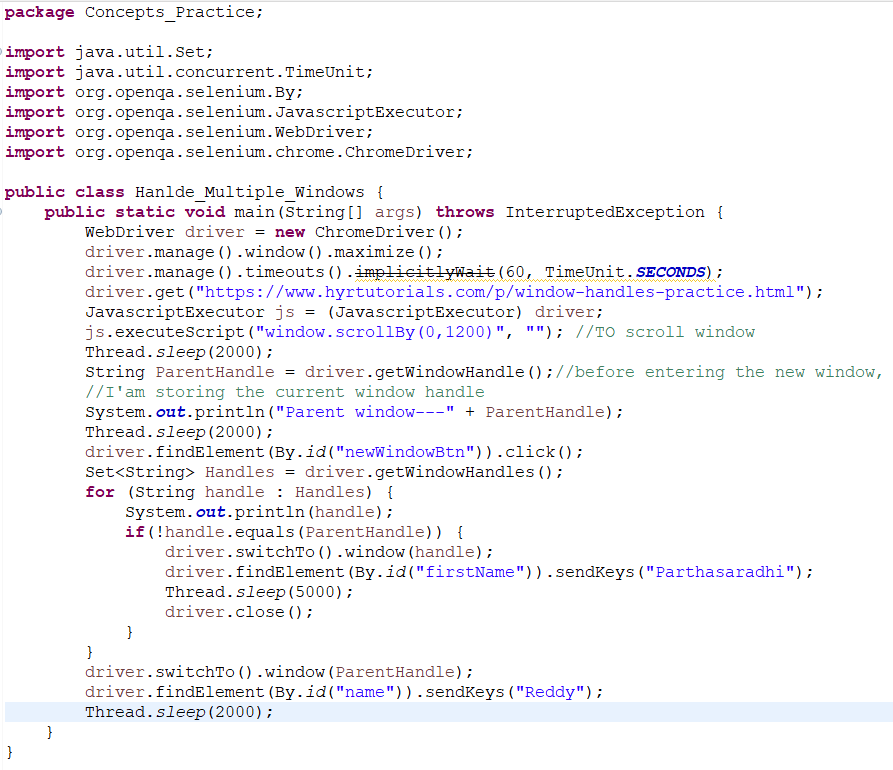 package Concepts_Practice;
import java.util.Set;
import java.util.concurrent.TimeUnit;
import org.openqa.selenium.By;
import org.openqa.selenium.JavascriptExecutor;
import org.openqa.selenium.WebDriver;
import org.openqa.selenium.chrome.ChromeDriver;
public class Hanlde_Multiple_Windows {
    public static void main(String[] args) throws InterruptedException {
        WebDriver driver = new ChromeDriver();
        driver.manage().window().maximize();
        driver.manage().timeouts().implicitlyWait(60, TimeUnit.SECONDS);
        driver.get("https://www.hyrtutorials.com/p/window-handles-practice.html");
        JavascriptExecutor js = (JavascriptExecutor) driver;
        js.executeScript("window.scrollBy(0,1200)", ""); //TO scroll window
        Thread.sleep(2000);
        String ParentHandle = driver.getWindowHandle();//before entering the new window,
        //I'am storing the current window handle
        System.out.println("Parent window---" + ParentHandle);
        Thread.sleep(2000);
        driver.findElement(By.id("newWindowBtn")).click();
        Set<String> Handles = driver.getWindowHandles();
        for (String handle : Handles) {
            System.out.println(handle);
            if(!handle.equals(ParentHandle)) {
                driver.switchTo().window(handle);
                driver.findElement(By.id("firstName")).sendKeys("Parthasaradhi");
                Thread.sleep(5000);
                driver.close();
            }
        }
        driver.switchTo().window(ParentHandle);
        driver.findElement(By.id("name")).sendKeys("Reddy");
        Thread.sleep(2000);
    }
}